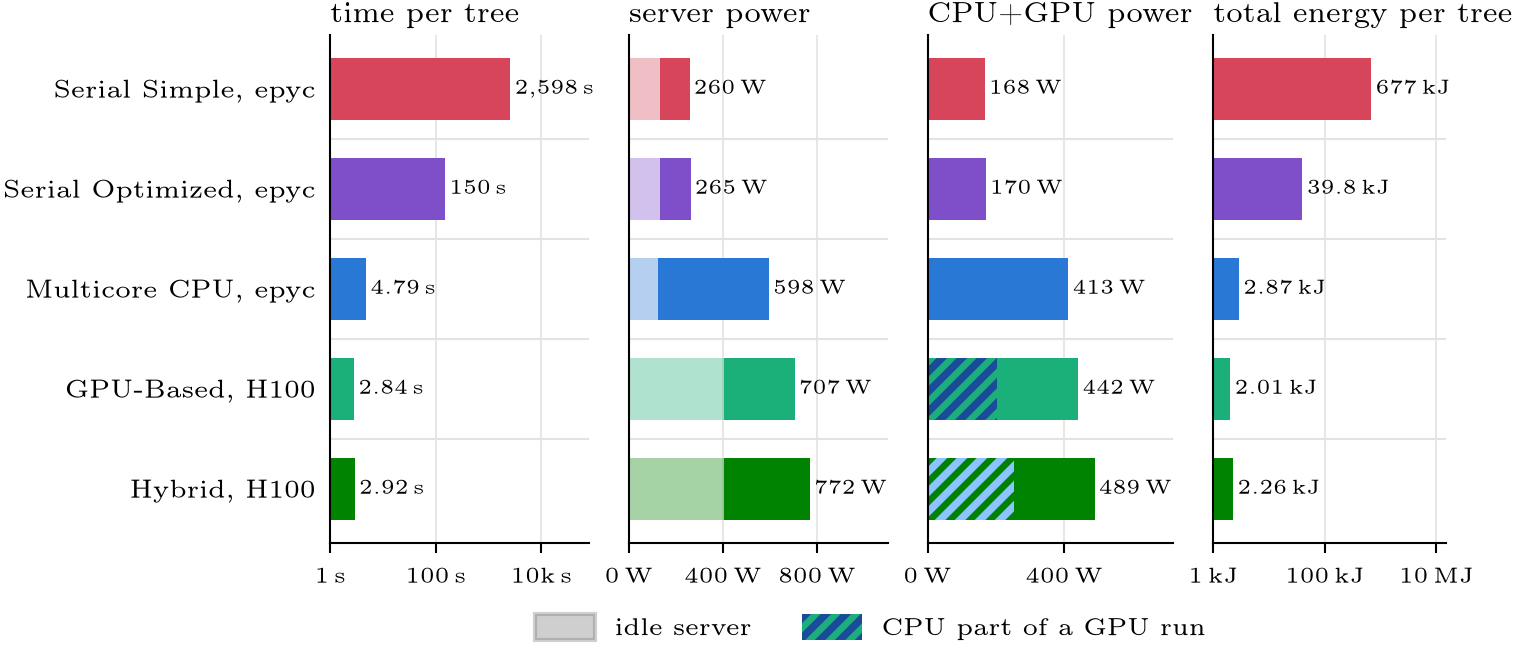 time per tree server power CPU+GPU power total energy per tree
Serial Simple, epyc 2,598 s 260 W 168 W 677 kJ
Serial Optimized, epyc 150 s 265 W 170 W 39.8 kJ
Multicore CPU, epyc 4.79 s 598 W 413 W 2.87 kJ
GPU-Based, H100 2.84 s 707 W 442 W 2.01 kJ
Hybrid, H100 2.92 s 772 W 489 W 2.26 kJ
1 s 100 s 10k s 0 W 400 W 800 W 0 W 400 W 1 kJ 100 kJ 10 MJ
idle server CPU part of a GPU run